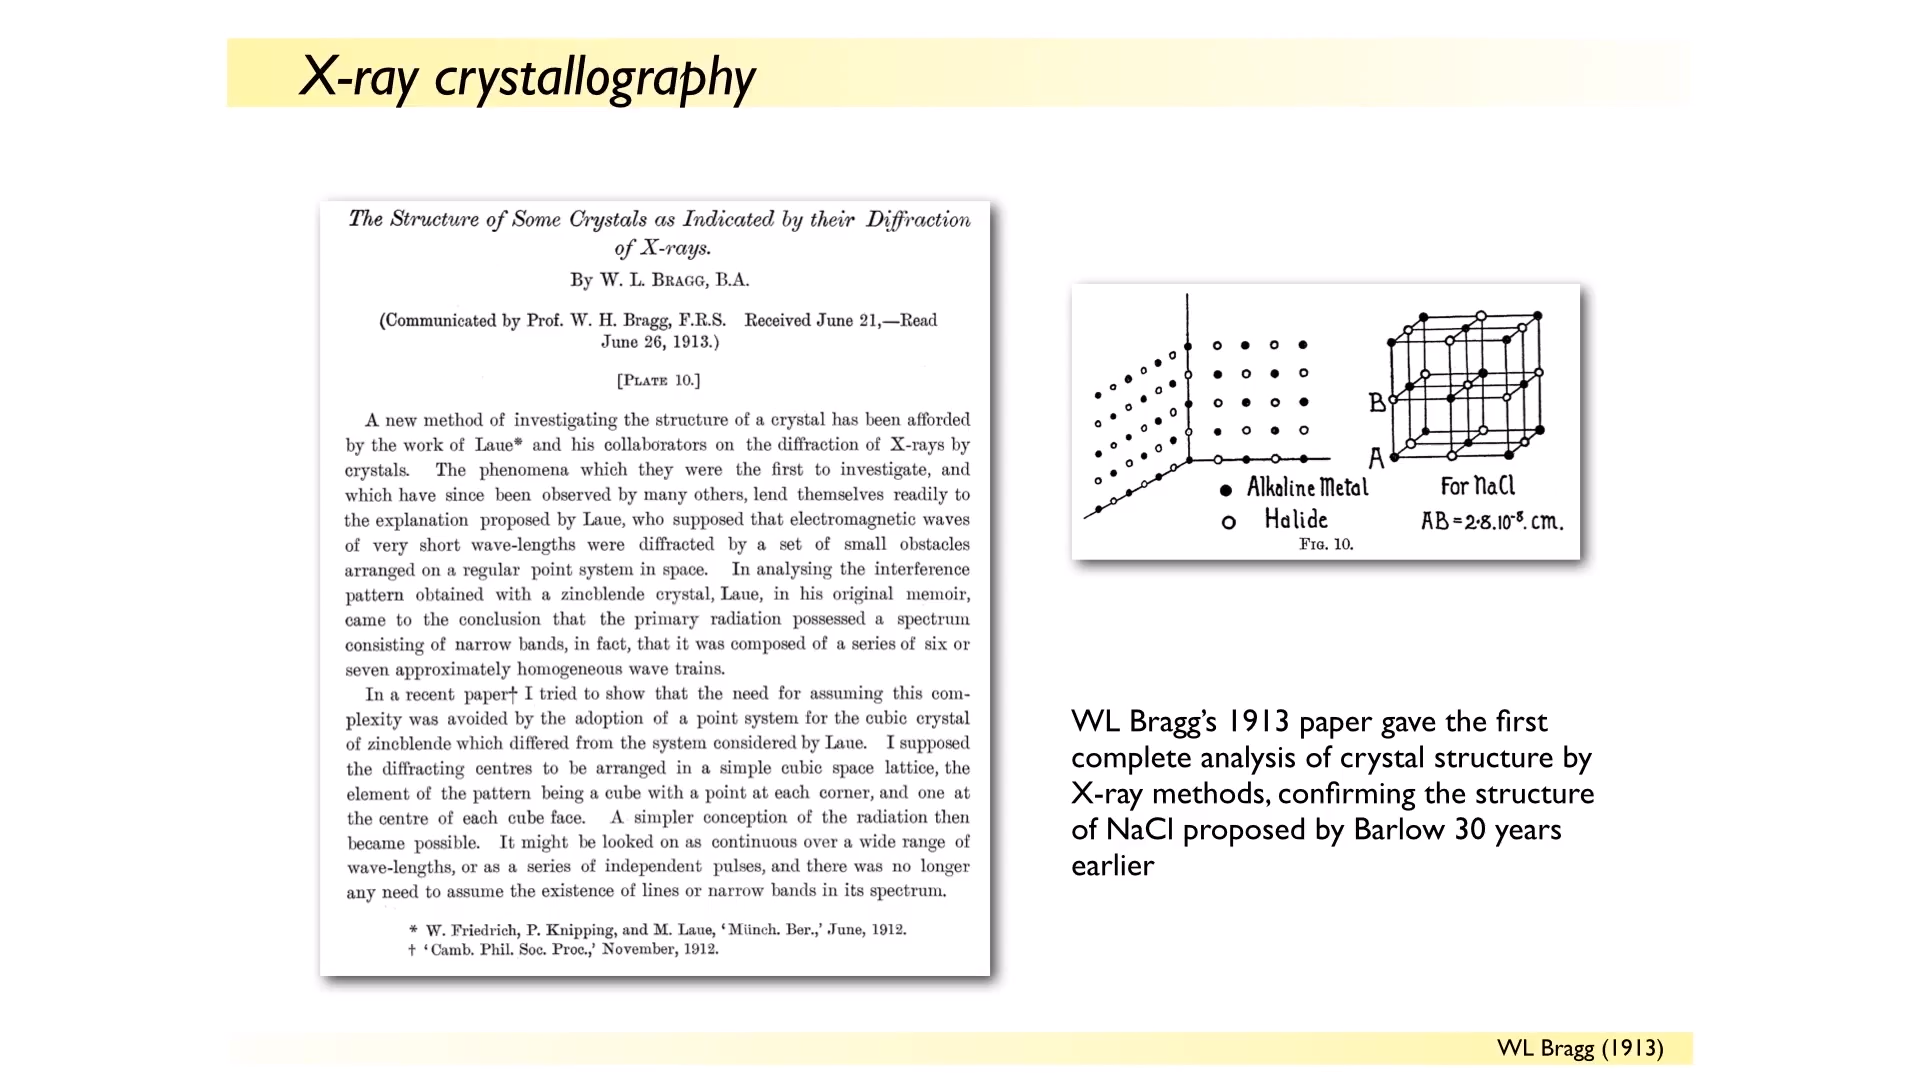 X-ray crystallography
The Structure of Some Crystals as Indicated by their Diffraction
of X-rays.
By W. L. BRAGG, B.A.
(Communicated by Prof. W. H. Bragg, F.R.S. Received June 21,—Read
June 26, 1913.)
[PLATE 10.]
A new method of investigating the structure of a crystal has been afforded
by the work of Laue* and his collaborators on the diffraction of X-rays by
crystals. The phenomena which they were the first to investigate, and
which have since been observed by many others, lend themselves readily to
the explanation proposed by Laue, who supposed that electromagnetic waves
of very short wave-lengths were diffracted by a set of small obstacles
arranged on a regular point system in space. In analysing the interference
pattern obtained with a zincblende crystal, Laue, in his original memoir,
came to the conclusion that the primary radiation possessed a spectrum
consisting of narrow bands, in fact, that it was composed of a series of six or
seven approximately homogeneous wave trains.
In a recent paper† I tried to show that the need for assuming this com-
plexity was avoided by the adoption of a point system for the cubic crystal
of zincblende which differed from the system considered by Laue. I supposed
the diffracting centres to be arranged in a simple cubic space lattice, the
element of the pattern being a cube with a point at each corner, and one at
the centre of each cube face. A simpler conception of the radiation then
became possible. It might be looked on as continuous over a wide range of
wave-lengths, or as a series of independent pulses, and there was no longer
any need to assume the existence of lines or narrow bands in its spectrum.
* W. Friedrich, P. Knipping, and M. Laue, ‘Münch. Ber.,’ June, 1912.
† ‘Camb. Phil. Soc. Proc.,’ November, 1912.
B
A
Alkaline Metal
Halide
For NaCl
AB = 2·8.10⁻⁸. cm.
FIG. 10.
WL Bragg’s 1913 paper gave the first
complete analysis of crystal structure by
X-ray methods, confirming the structure
of NaCl proposed by Barlow 30 years
earlier
WL Bragg (1913)